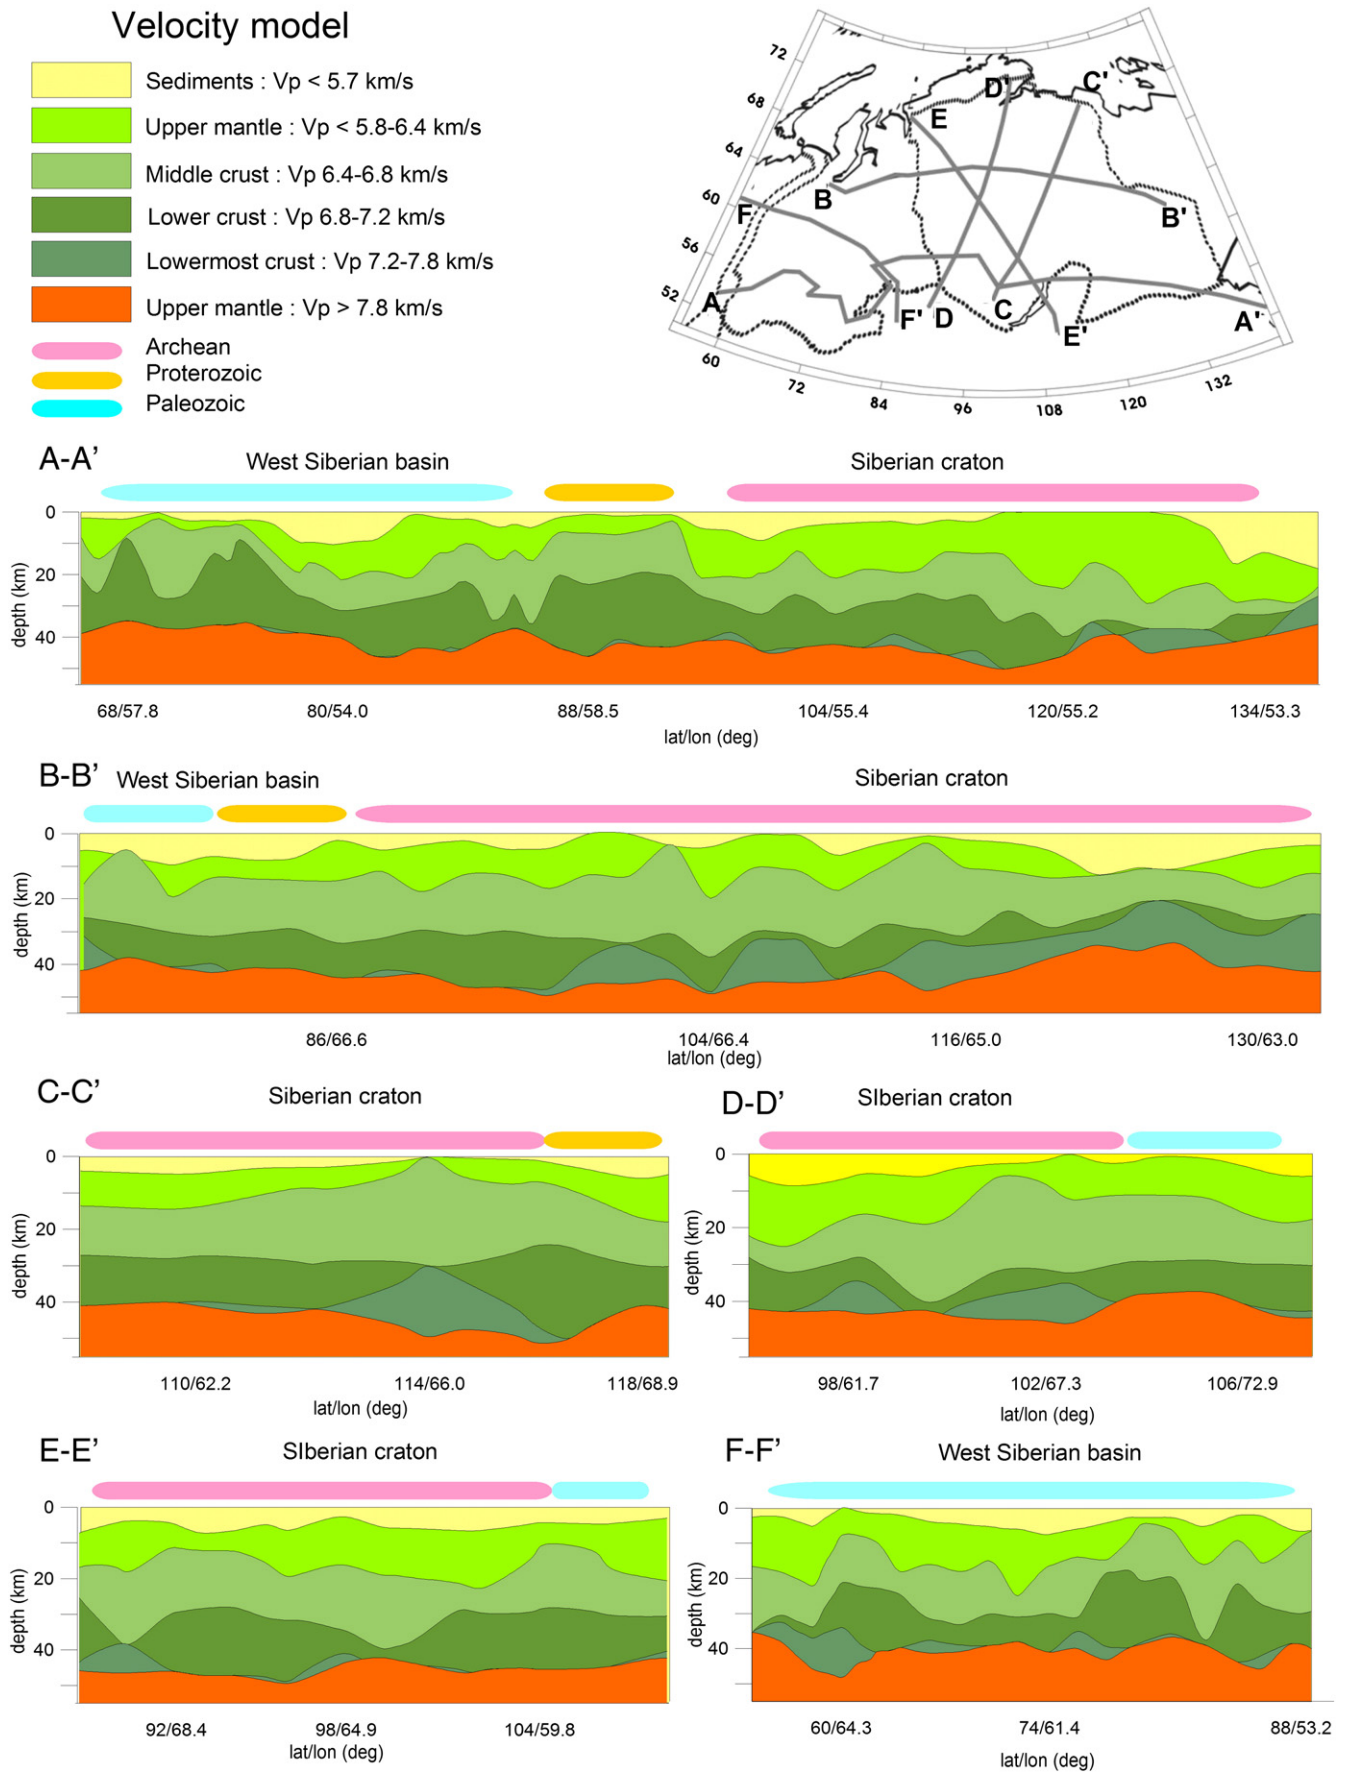 Velocity model
Sediments : Vp < 5.7 km/s
Upper mantle : Vp < 5.8-6.4 km/s
Middle crust : Vp 6.4-6.8 km/s
Lower crust : Vp 6.8-7.2 km/s
Lowermost crust : Vp 7.2-7.8 km/s
Upper mantle : Vp > 7.8 km/s
Archean
Proterozoic
Paleozoic
72
68
64
60
56
52
60
72
84
96
108
120
132
D'
C'
E
B
B'
F
A
F'
D
C
E'
A'
A-A'
West Siberian basin
Siberian craton
0
20
40
depth (km)
68/57.8
80/54.0
88/58.5
104/55.4
120/55.2
134/53.3
lat/lon (deg)
B-B'
West Siberian basin
Siberian craton
0
20
40
depth (km)
86/66.6
104/66.4
116/65.0
130/63.0
lat/lon (deg)
C-C'
Siberian craton
0
20
40
depth (km)
110/62.2
114/66.0
118/68.9
lat/lon (deg)
D-D'
SIberian craton
0
20
40
depth (km)
98/61.7
102/67.3
106/72.9
lat/lon (deg)
E-E'
SIberian craton
0
20
40
depth (km)
92/68.4
98/64.9
104/59.8
lat/lon (deg)
F-F'
West Siberian basin
0
20
40
depth (km)
60/64.3
74/61.4
88/53.2
lat/lon (deg)